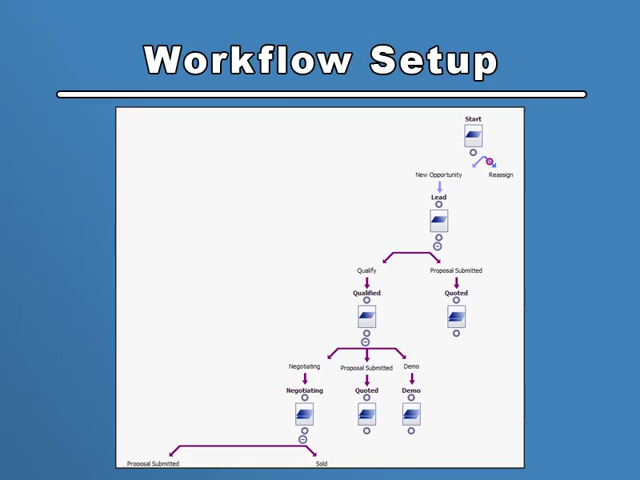 Workflow Setup
Start
New Opportunity Reassign
Lead
Qualify Proposal Submitted
Qualified Quoted
Negotiating Proposal Submitted Demo
Negotiating Quoted Demo
Proposal Submitted Sold